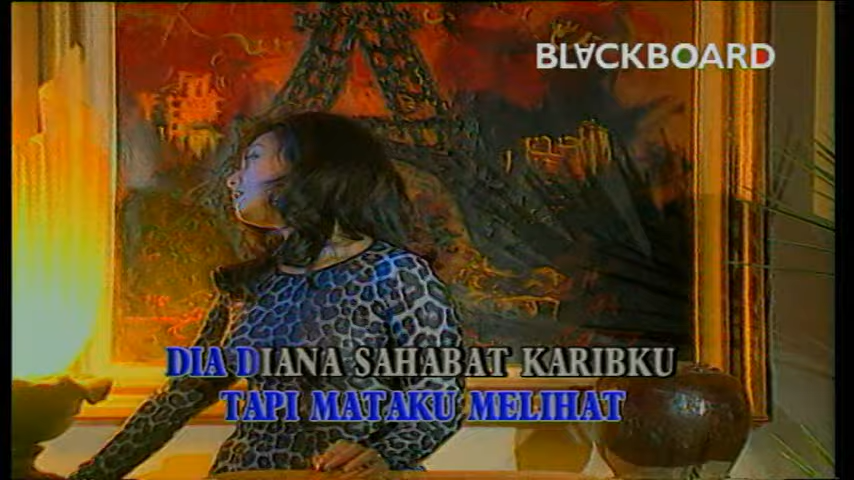 BLACKBOARD
DIA DIANA SAHABAT KARIBKU
TAPI MATAKU MELIHAT